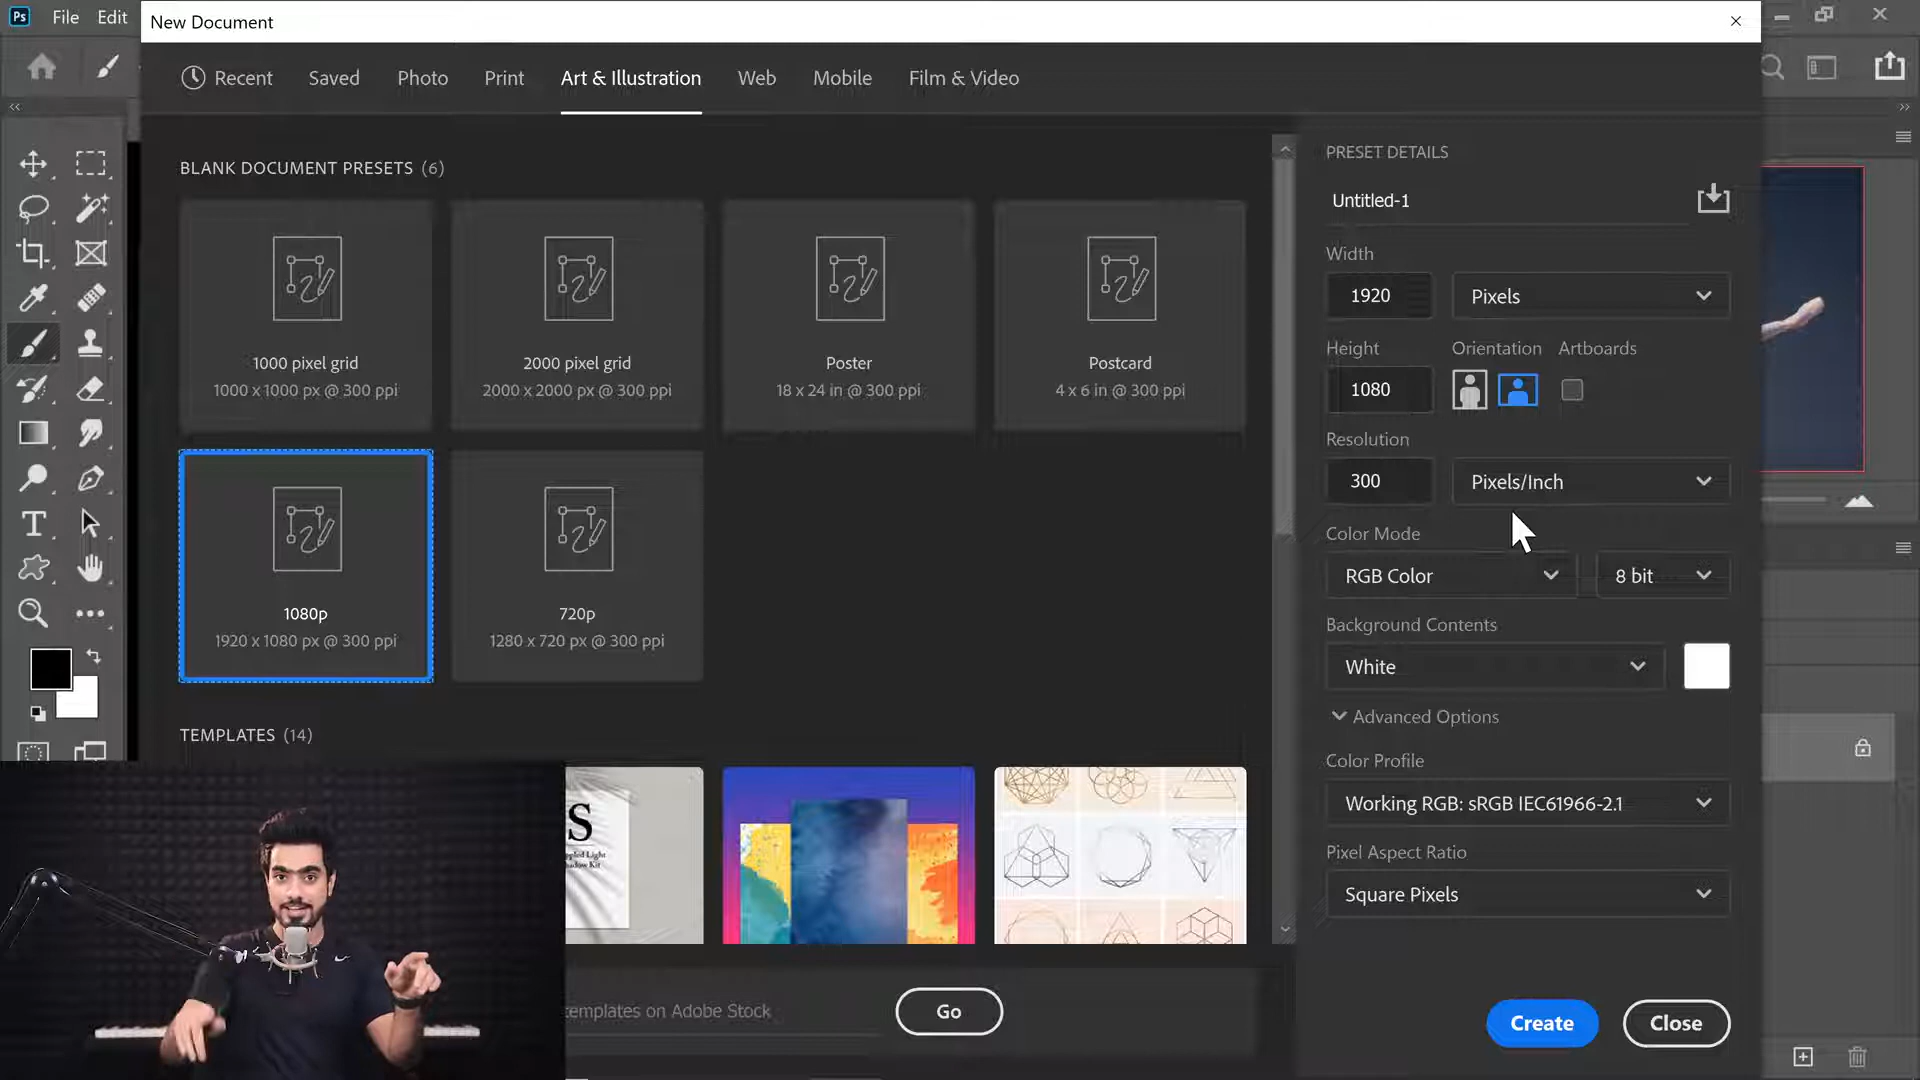 Ps File Edit
New Document
Recent Saved Photo Print Art & Illustration Web Mobile Film & Video
BLANK DOCUMENT PRESETS (6)
1000 pixel grid
1000 x 1000 px @ 300 ppi
2000 pixel grid
2000 x 2000 px @ 300 ppi
Poster
18 x 24 in @ 300 ppi
Postcard
4 x 6 in @ 300 ppi
1080p
1920 x 1080 px @ 300 ppi
720p
1280 x 720 px @ 300 ppi
TEMPLATES (14)
S
templates on Adobe Stock
Go
PRESET DETAILS
Untitled-1
Width
1920 Pixels
Height Orientation Artboards
1080
Resolution
300 Pixels/Inch
Color Mode
RGB Color 8 bit
Background Contents
White
Advanced Options
Color Profile
Working RGB: sRGB IEC61966-2.1
Pixel Aspect Ratio
Square Pixels
Create Close